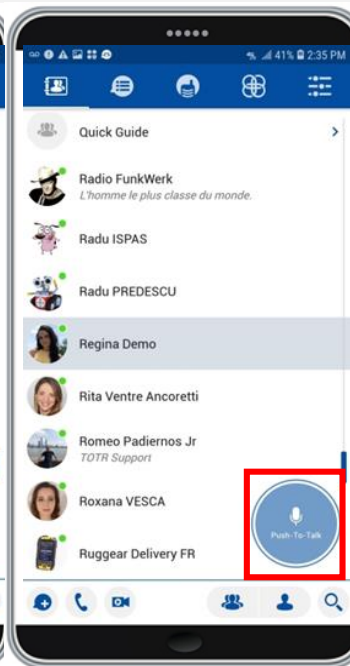 41% 2:35 PM
Quick Guide
Radio FunkWerk
L'homme le plus classe du monde.
Radu ISPAS
Radu PREDESCU
Regina Demo
Rita Ventre Ancoretti
Romeo Padiernos Jr
TOTR Support
Roxana VESCA
Push-To-Talk
Ruggear Delivery FR